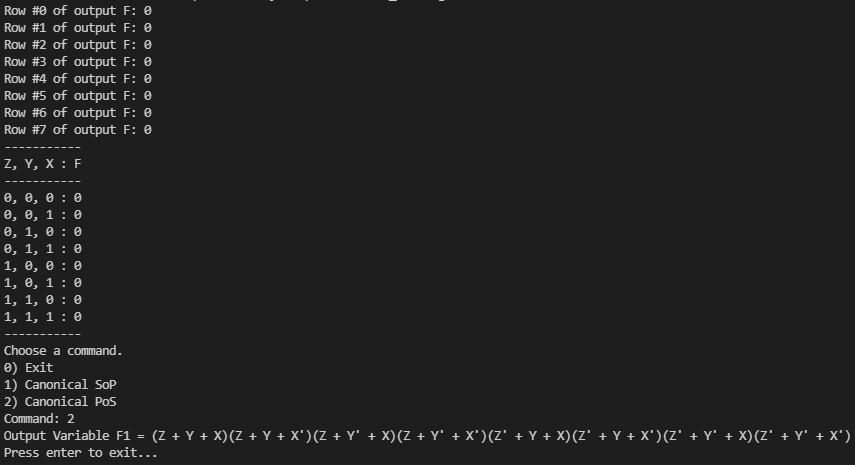 Row #0 of output F: 0
Row #1 of output F: 0
Row #2 of output F: 0
Row #3 of output F: 0
Row #4 of output F: 0
Row #5 of output F: 0
Row #6 of output F: 0
Row #7 of output F: 0
-----------
Z, Y, X : F
-----------
0, 0, 0 : 0
0, 0, 1 : 0
0, 1, 0 : 0
0, 1, 1 : 0
1, 0, 0 : 0
1, 0, 1 : 0
1, 1, 0 : 0
1, 1, 1 : 0
-----------
Choose a command.
0) Exit
1) Canonical SoP
2) Canonical PoS
Command: 2
Output Variable F1 = (Z + Y + X)(Z + Y + X')(Z + Y' + X)(Z + Y' + X')(Z' + Y + X)(Z' + Y + X')(Z' + Y' + X)(Z' + Y' + X')
Press enter to exit...